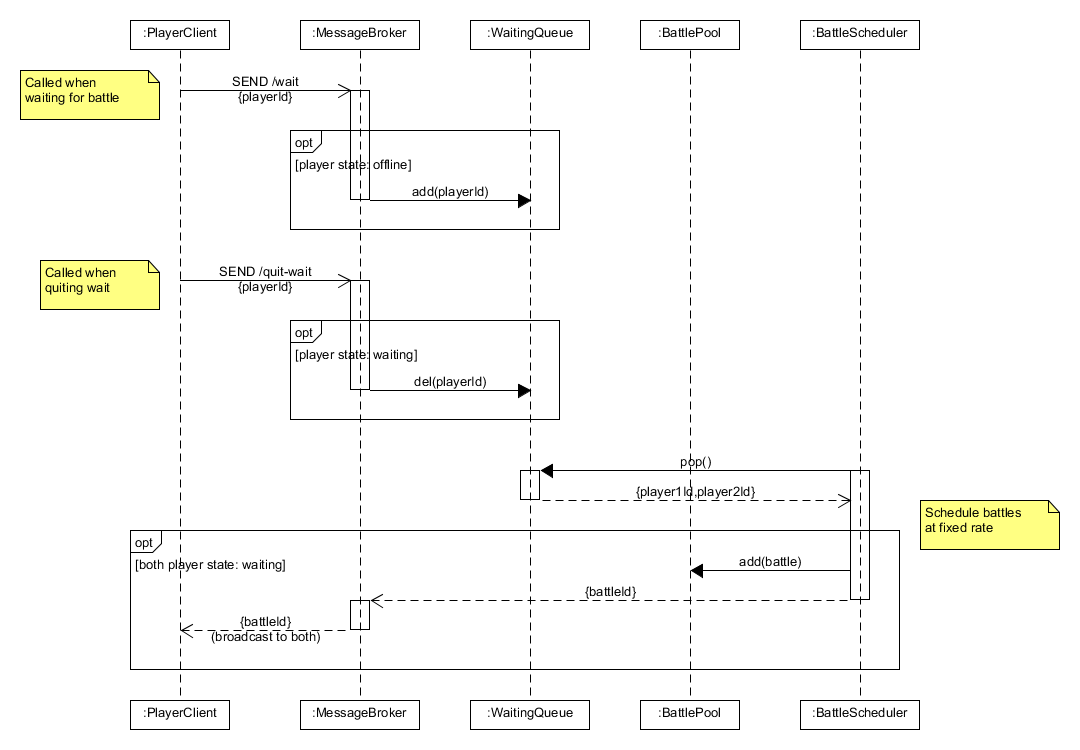 :PlayerClient
:MessageBroker
:WaitingQueue
:BattlePool
:BattleScheduler
Called when
waiting for battle
SEND /wait
{playerId}
opt
[player state: offline]
add(playerId)
Called when
quiting wait
SEND /quit-wait
{playerId}
opt
[player state: waiting]
del(playerId)
pop()
{player1Id,player2Id}
Schedule battles
at fixed rate
opt
[both player state: waiting]
add(battle)
{battleId}
{battleId}
(broadcast to both)
:PlayerClient
:MessageBroker
:WaitingQueue
:BattlePool
:BattleScheduler